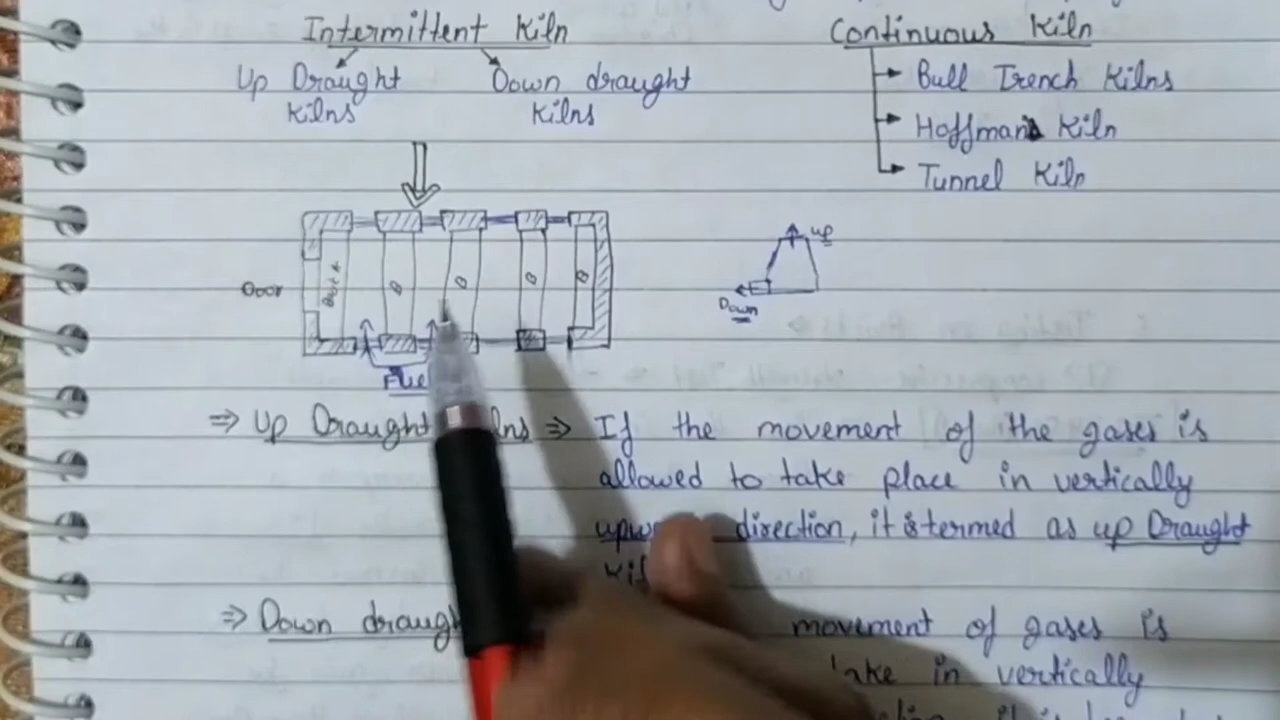 Intermittent Kiln
Continuous Kiln
Up Draught Kilns
Down draught Kilns
Bull Trench Kilns
Hoffman Kiln
Tunnel Kiln
Door
B
B
B
B
up
Down
⇒ Up Draught ⇒ If the movement of the gases is
allowed to take place in vertically
direction, it is termed as up Draught
⇒ Down movement of gases is
in vertically